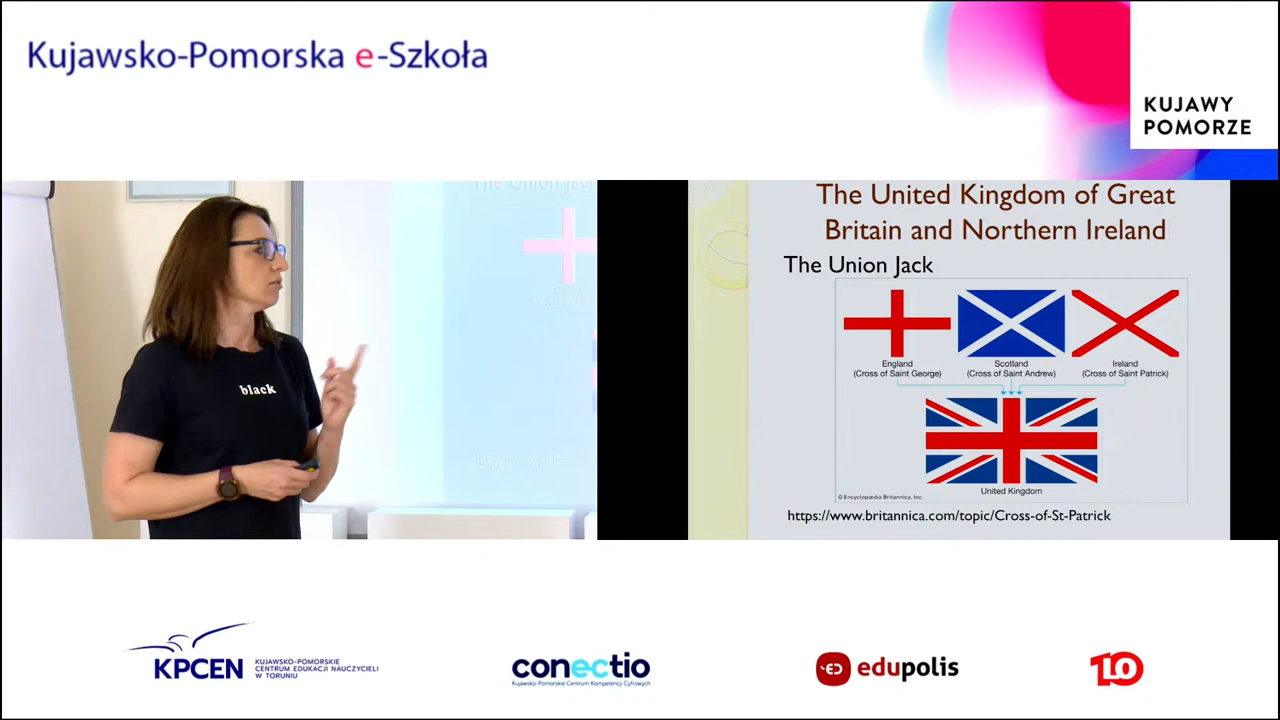 Kujawsko-Pomorska e-Szkoła
KUJAWY
POMORZE
The Union Jack
black
The United Kingdom of Great
Britain and Northern Ireland
The Union Jack
England
(Cross of Saint George)
Scotland
(Cross of Saint Andrew)
Ireland
(Cross of Saint Patrick)
United Kingdom
© Encyclopædia Britannica, Inc.
https://www.britannica.com/topic/Cross-of-St-Patrick
KPCEN
KUJAWSKO-POMORSKIE
CENTRUM EDUKACJI NAUCZYCIELI
W TORUNIU
conectio
Kujawsko-Pomorskie Centrum Kompetencji Cyfrowych
edupolis